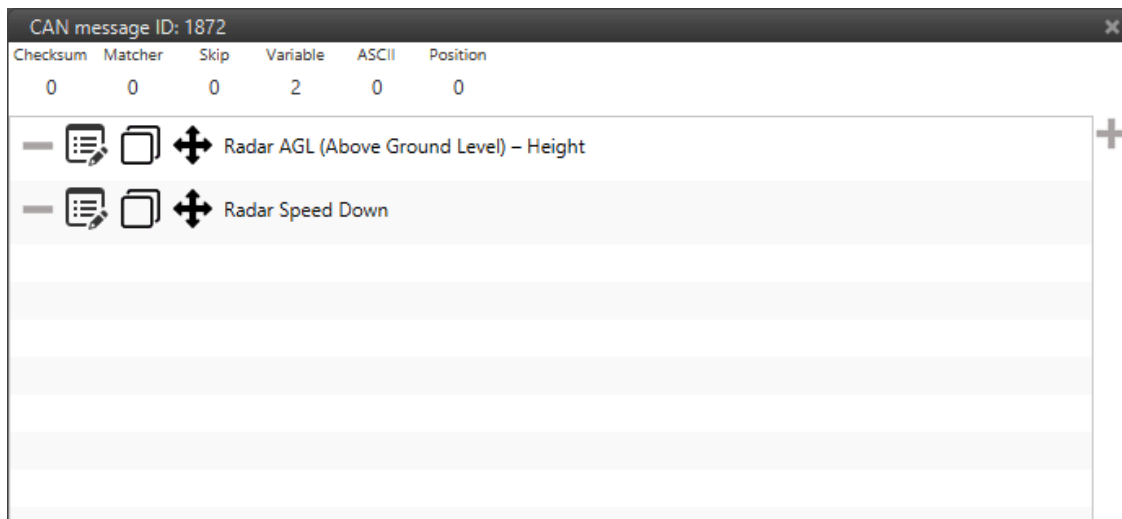 CAN message ID: 1872
Checksum Matcher Skip Variable ASCII Position
0 0 0 2 0 0
Radar AGL (Above Ground Level) – Height
Radar Speed Down